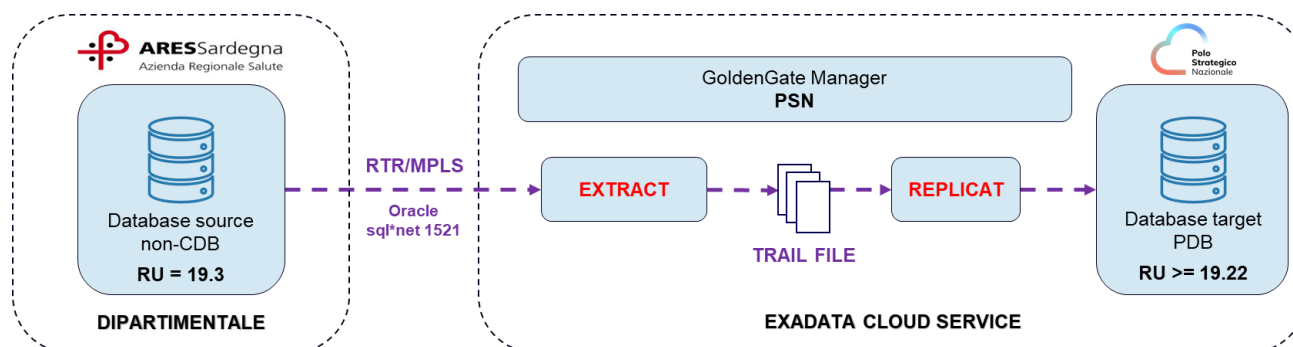 ARESSardegna
Azienda Regionale Salute
Database source
non-CDB
RU = 19.3
DIPARTIMENTALE
RTR/MPLS
Oracle
sql*net 1521
GoldenGate Manager
PSN
EXTRACT
TRAIL FILE
REPLICAT
Polo
Strategico
Nazionale
Database target
PDB
RU >= 19.22
EXADATA CLOUD SERVICE